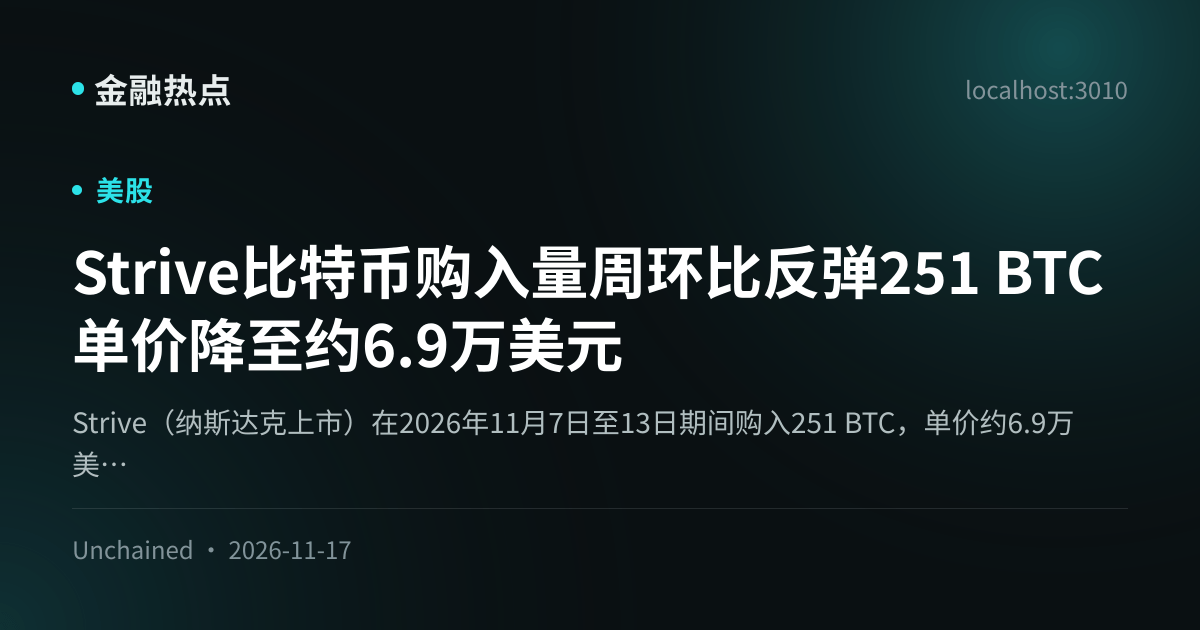 金融热点
localhost:3010
美股
Strive比特币购入量周环比反弹251 BTC
单价降至约6.9万美元
Strive（纳斯达克上市）在2026年11月7日至13日期间购入251 BTC，单价约6.9万
美…
Unchained · 2026-11-17